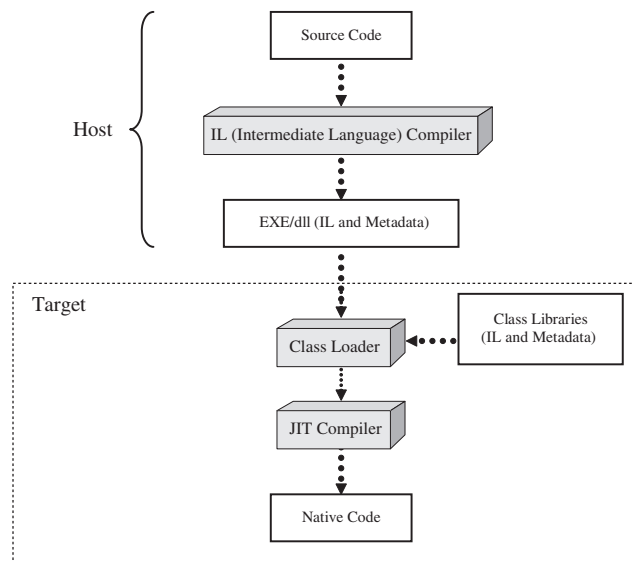 Source Code
Host
IL (Intermediate Language) Compiler
EXE/dll (IL and Metadata)
Target
Class Libraries
(IL and Metadata)
Class Loader
JIT Compiler
Native Code